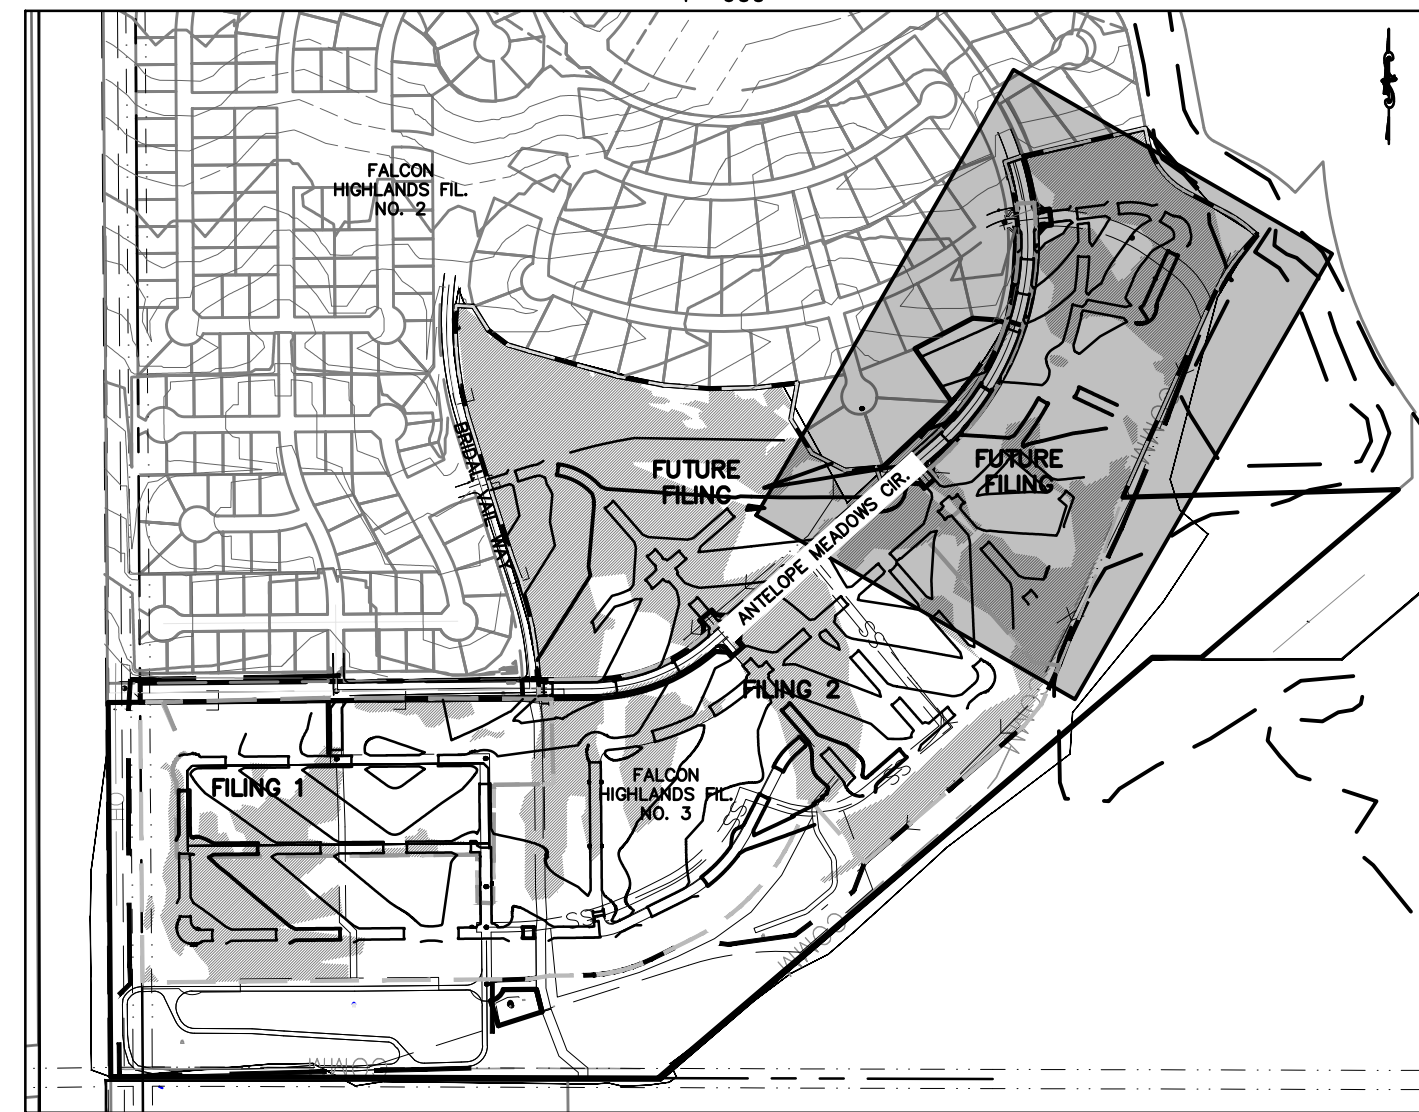 FALCON
HIGHLANDS FIL.
NO. 2
BRIDAL VAIL WAY
FUTURE
FILING
FUTURE
FILING
ANTELOPE MEADOWS CIR.
FILING 2
FILING 1
FALCON
HIGHLANDS FIL.
NO. 3